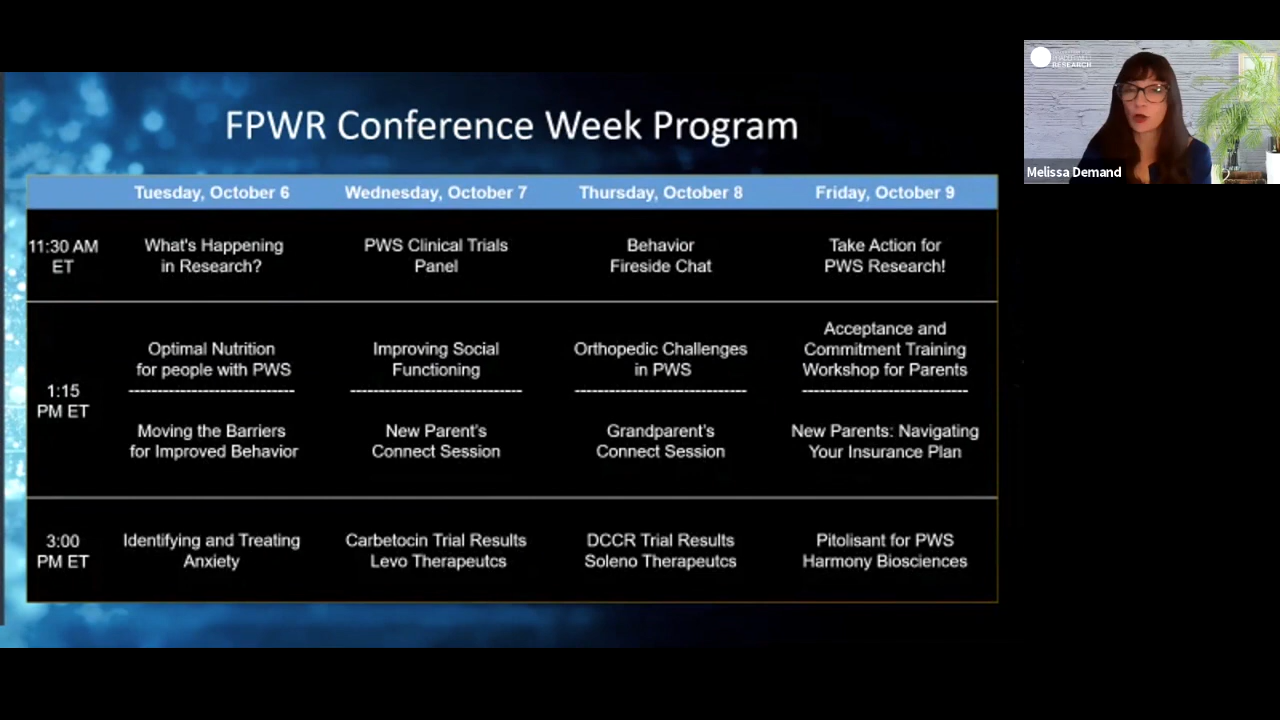 FPWR Conference Week Program
Tuesday, October 6
Wednesday, October 7
Thursday, October 8
Friday, October 9
11:30 AM
ET
What's Happening
in Research?
PWS Clinical Trials
Panel
Behavior
Fireside Chat
Take Action for
PWS Research!
1:15
PM ET
Optimal Nutrition
for people with PWS
---------------------------
Moving the Barriers
for Improved Behavior
Improving Social
Functioning
----------------------------
New Parent's
Connect Session
Orthopedic Challenges
in PWS
----------------------------
Grandparent's
Connect Session
Acceptance and
Commitment Training
Workshop for Parents
---------------------------
New Parents: Navigating
Your Insurance Plan
3:00
PM ET
Identifying and Treating
Anxiety
Carbetocin Trial Results
Levo Therapeutcs
DCCR Trial Results
Soleno Therapeutcs
Pitolisant for PWS
Harmony Biosciences
RESEARCH
Melissa Demand